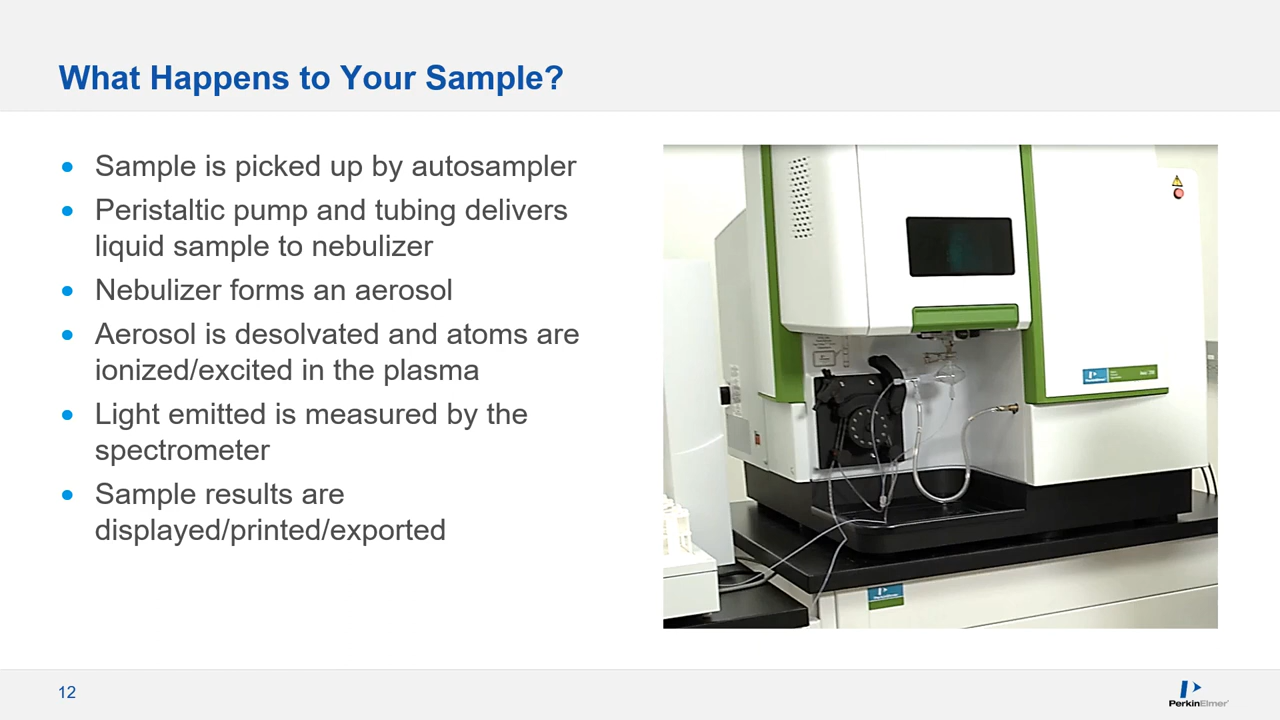 What Happens to Your Sample?
Sample is picked up by autosampler
Peristaltic pump and tubing delivers
liquid sample to nebulizer
Nebulizer forms an aerosol
Aerosol is desolvated and atoms are
ionized/excited in the plasma
Light emitted is measured by the
spectrometer
Sample results are
displayed/printed/exported
PerkinElmer
12
PerkinElmer